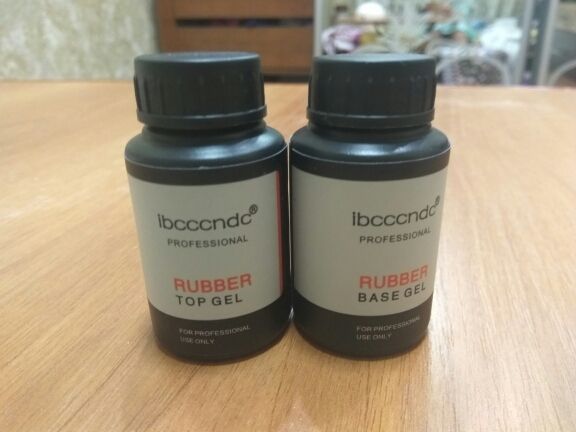 ibcccndc®
PROFESSIONAL
RUBBER
TOP GEL
FOR PROFESSIONAL
USE ONLY
ibcccndc®
PROFESSIONAL
RUBBER
BASE GEL
FOR PROFESSIONAL
USE ONLY